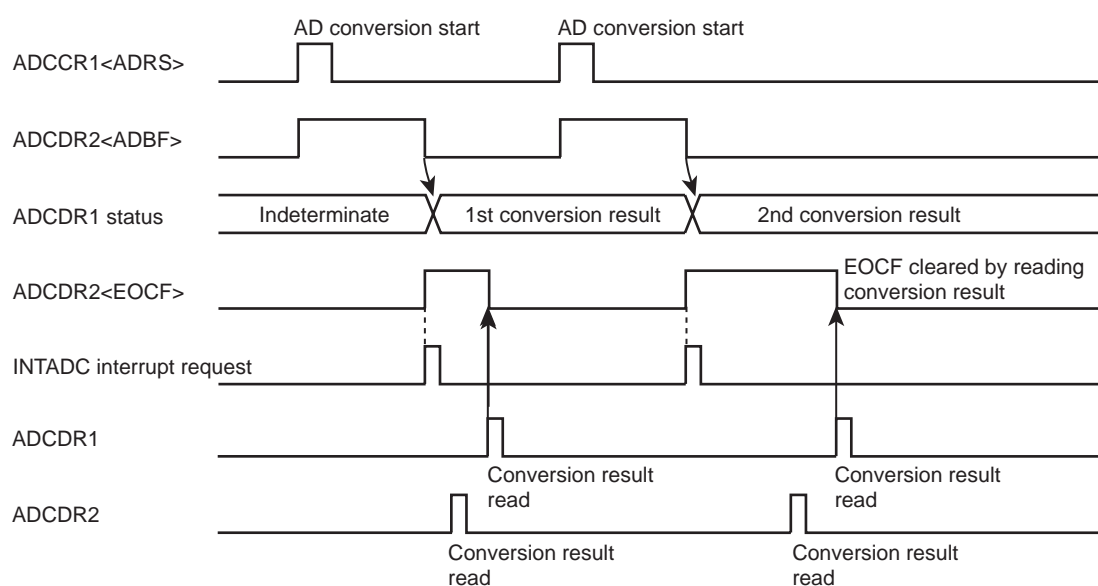 AD conversion start
AD conversion start
ADCCR1<ADRS>
ADCDR2<ADBF>
ADCDR1 status
Indeterminate
1st conversion result
2nd conversion result
ADCDR2<EOCF>
EOCF cleared by reading
conversion result
INTADC interrupt request
ADCDR1
Conversion result
read
Conversion result
read
ADCDR2
Conversion result
read
Conversion result
read